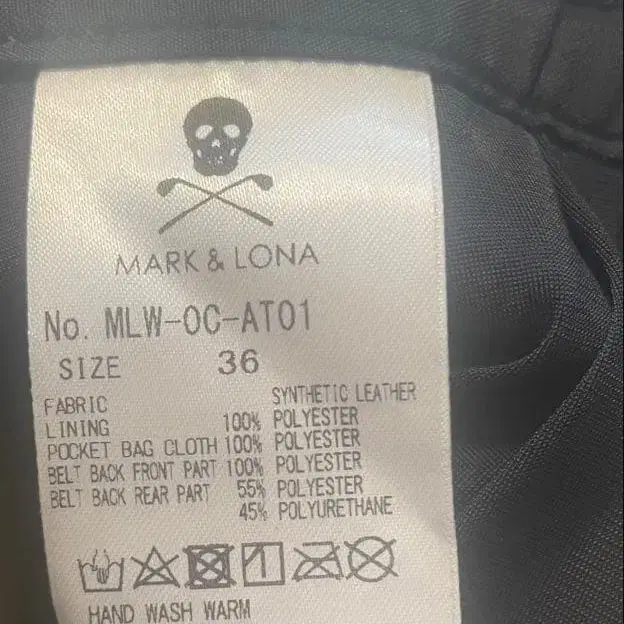 MARK & LONA
No. MLW-OC-AT01
SIZE 36
FABRIC SYNTHETIC LEATHER
LINING 100% POLYESTER
POCKET BAG CLOTH 100% POLYESTER
BELT BACK FRONT PART 100% POLYESTER
BELT BACK REAR PART 55% POLYESTER
45% POLYURETHANE
HAND WASH WARM